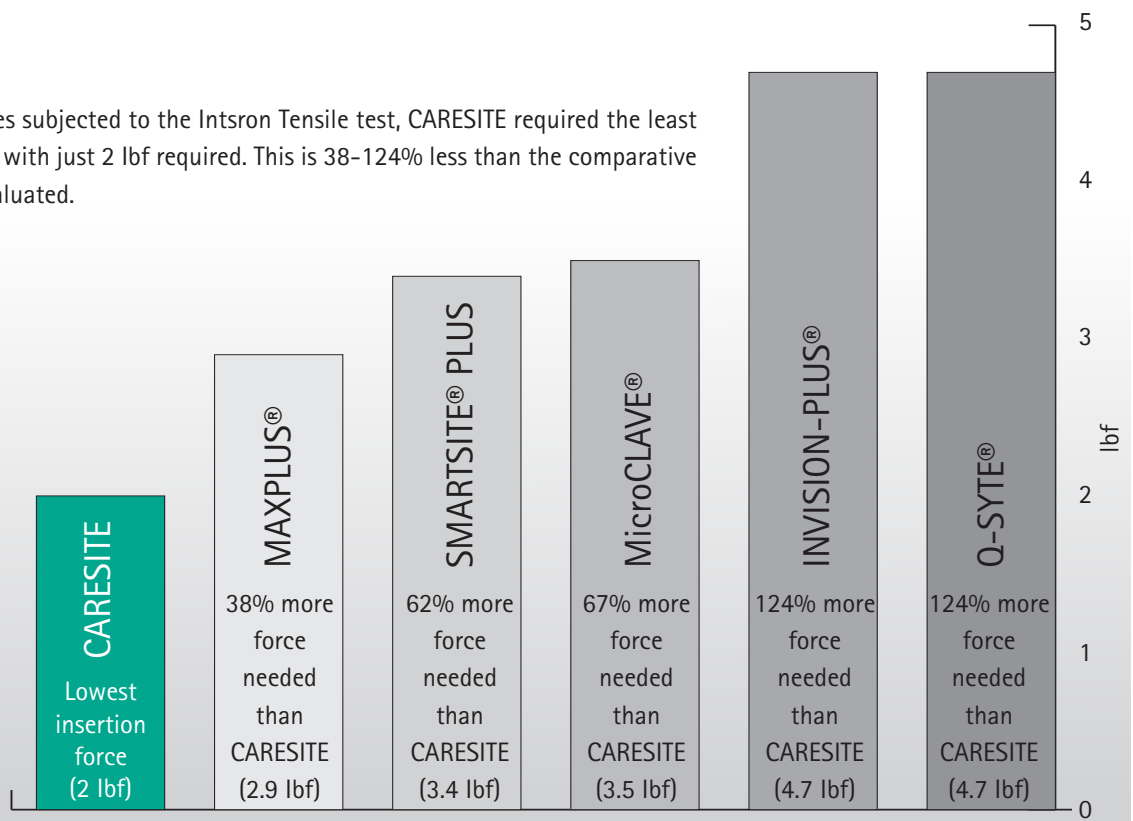 es subjected to the Intsron Tensile test, CARESITE required the least
with just 2 lbf required. This is 38-124% less than the comparative
aluated.
5
4
3
2
1
0
lbf
CARESITE
Lowest
insertion
force
(2 lbf)
MAXPLUS®
38% more
force
needed
than
CARESITE
(2.9 lbf)
SMARTSITE® PLUS
62% more
force
needed
than
CARESITE
(3.4 lbf)
MicroCLAVE®
67% more
force
needed
than
CARESITE
(3.5 lbf)
INVISION-PLUS®
124% more
force
needed
than
CARESITE
(4.7 lbf)
Q-SYTE®
124% more
force
needed
than
CARESITE
(4.7 lbf)